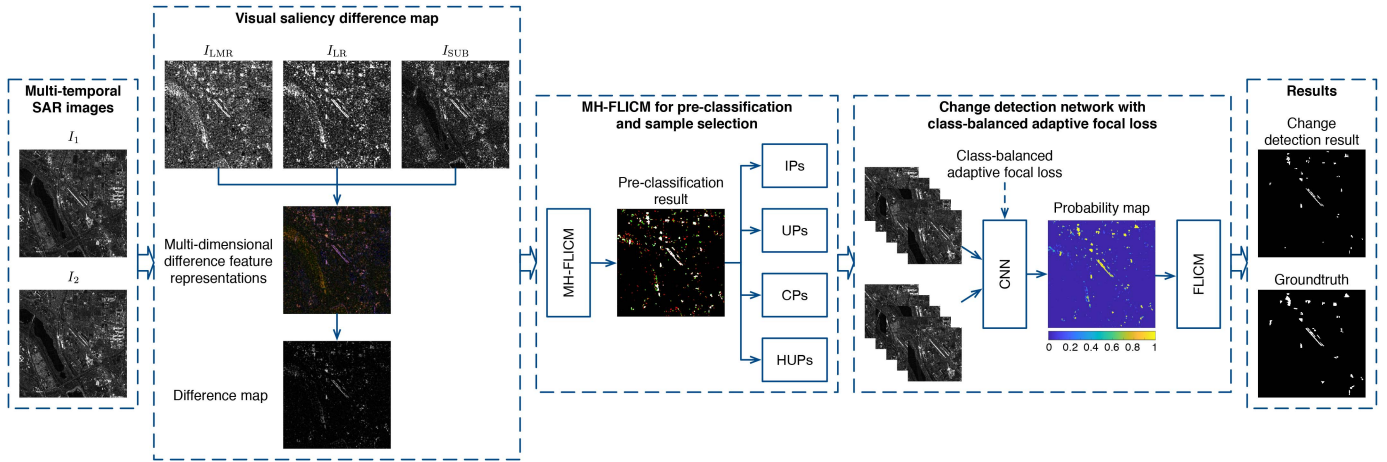 Multi-temporal
SAR images
I₁
I₂
Visual saliency difference map
I_LMR
I_LR
I_SUB
Multi-dimensional
difference feature
representations
Difference map
MH-FLICM for pre-classification
and sample selection
MH-FLICM
Pre-classification
result
IPs
UPs
CPs
HUPs
Change detection network with
class-balanced adaptive focal loss
Class-balanced
adaptive focal loss
CNN
Probability map
0 0.2 0.4 0.6 0.8 1
FLICM
Results
Change
detection result
Groundtruth